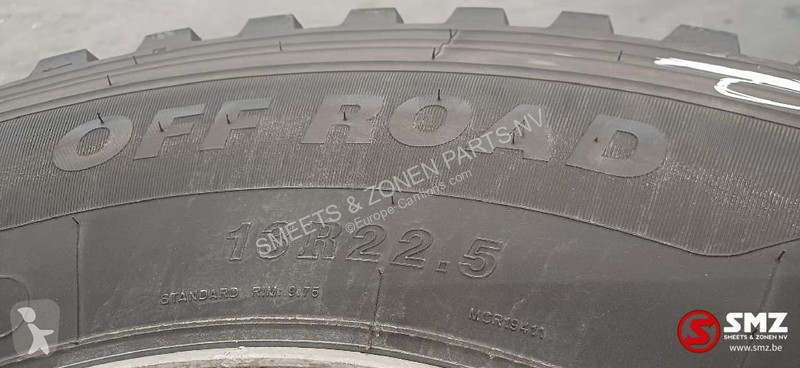 OFF ROAD
SMEETS & ZONEN PARTS NV
©Europe-Camions.com
13R22.5
STANDARD RIM: 9.75
SMZ
SMEETS & ZONEN NV
www.smz.be